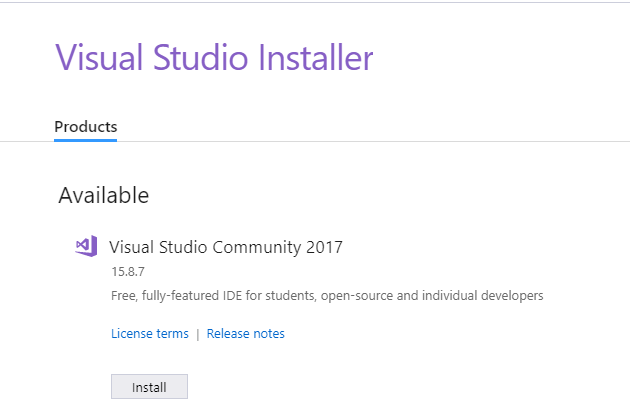 Visual Studio Installer
Products
Available
Visual Studio Community 2017
15.8.7
Free, fully-featured IDE for students, open-source and individual developers
License terms | Release notes
Install